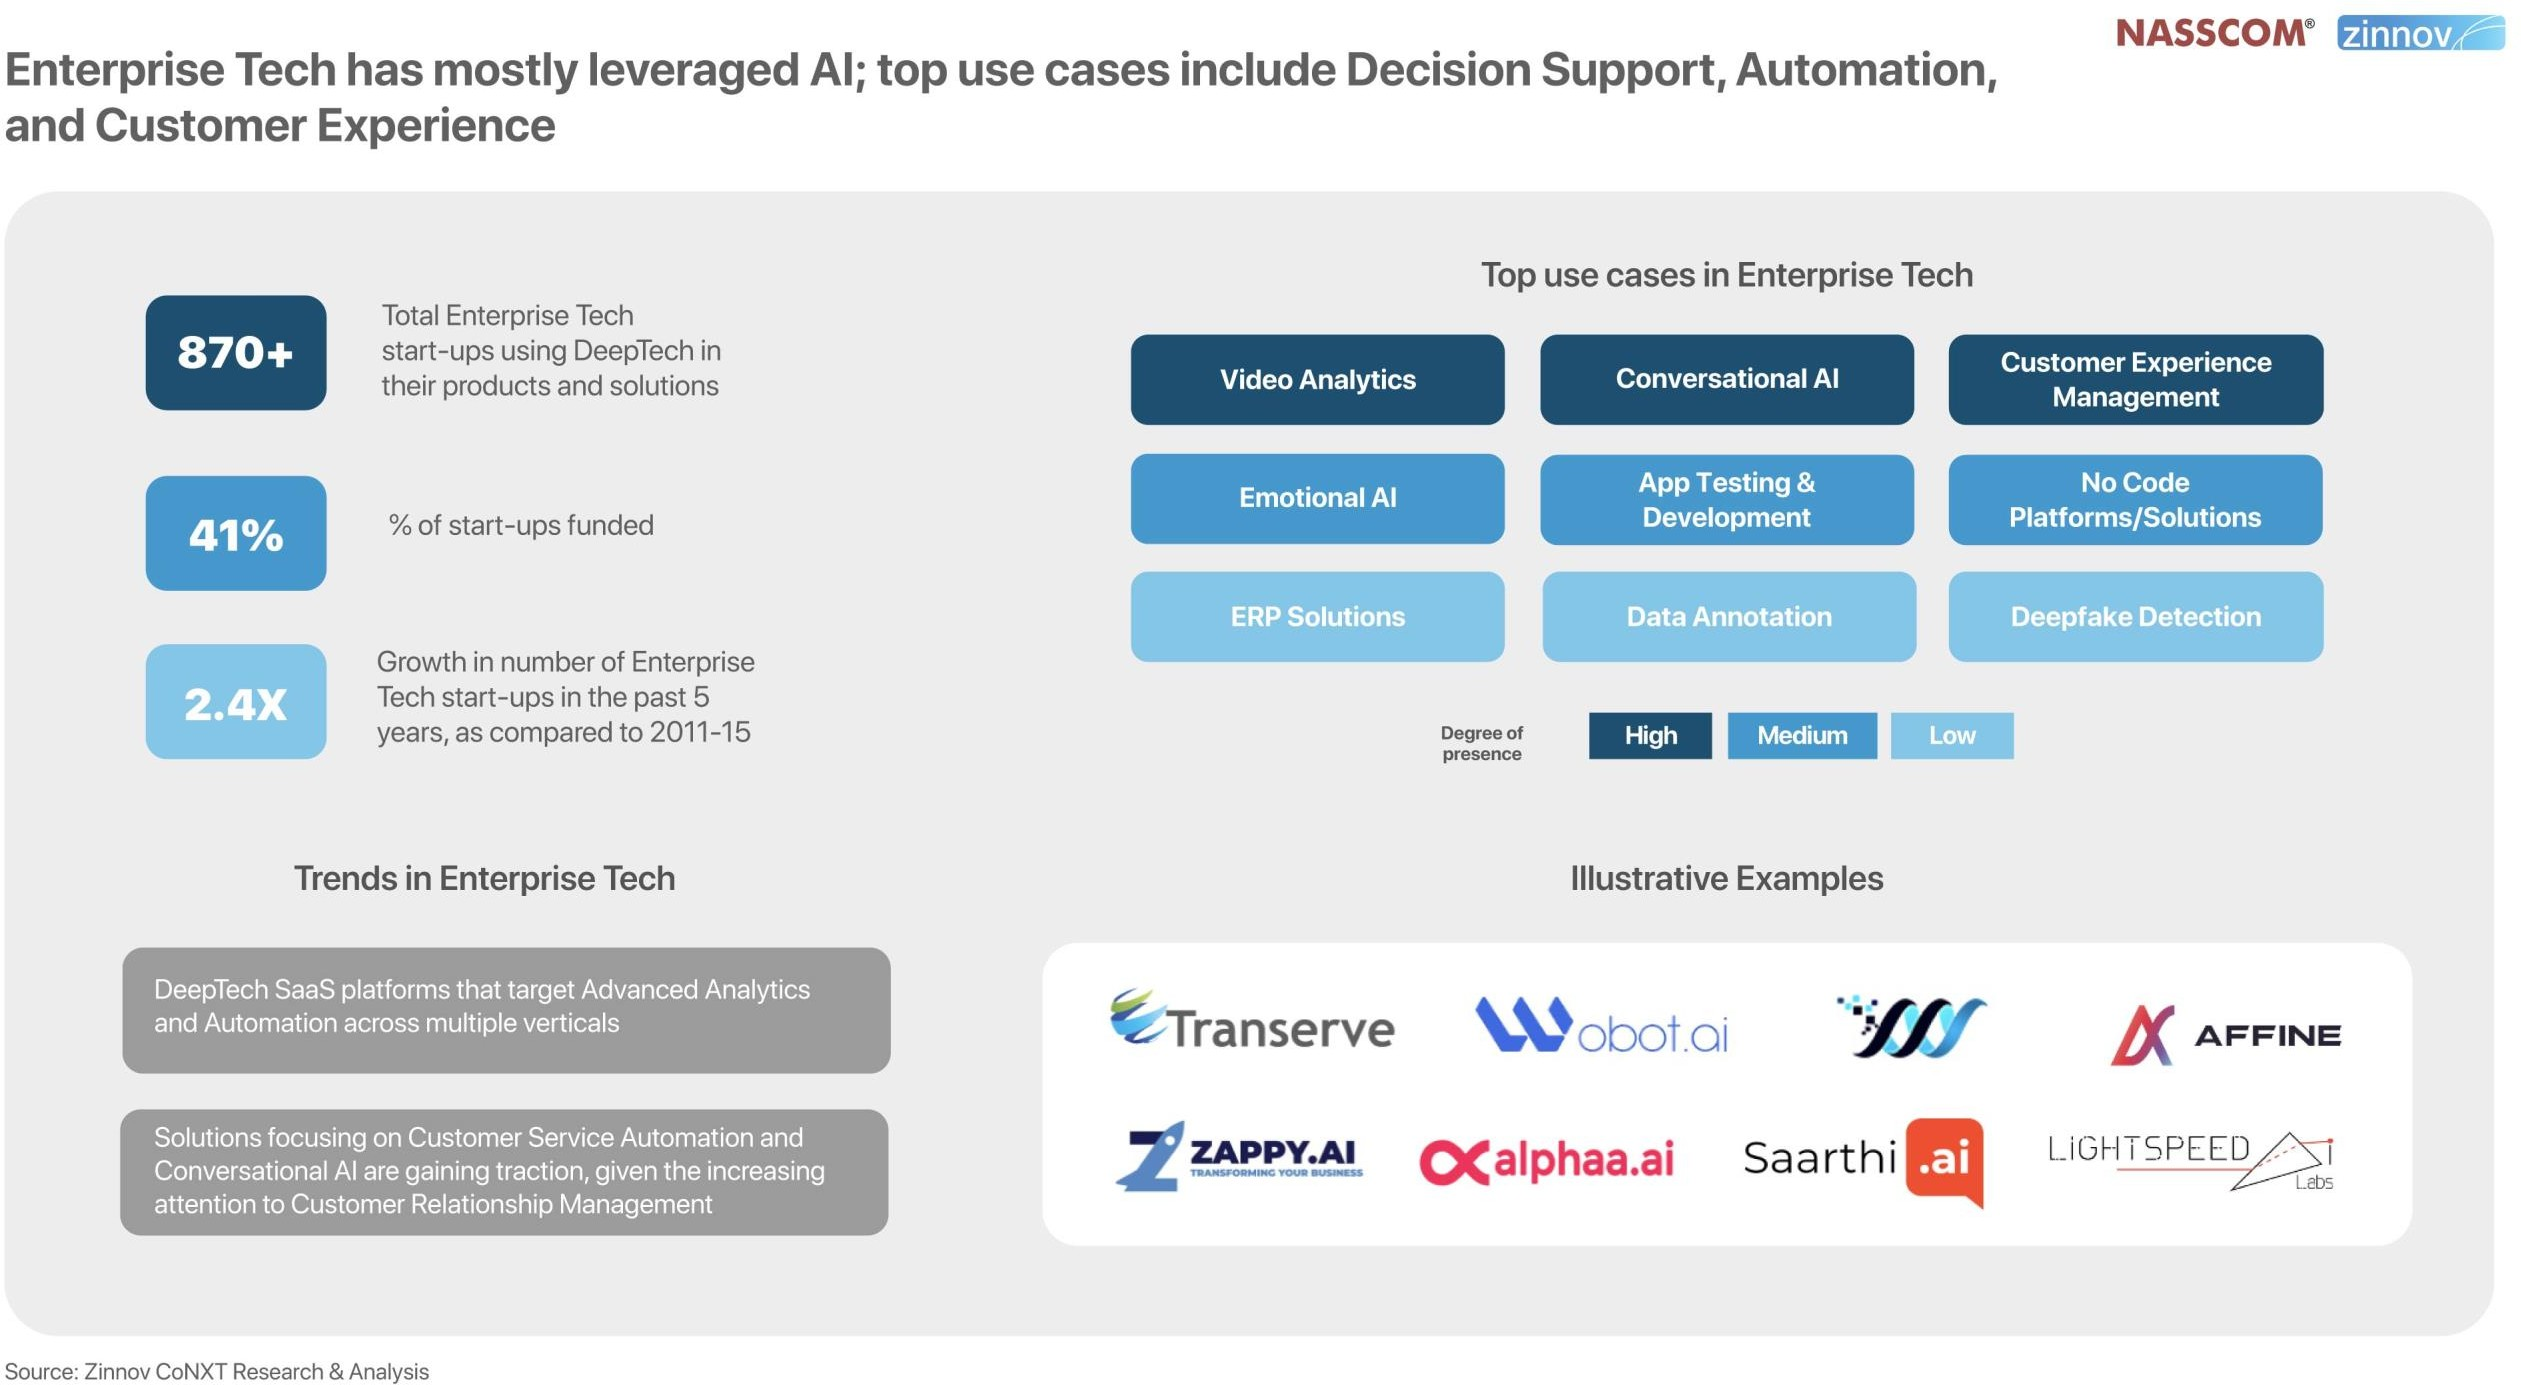 NASSCOM®
zinnov
Enterprise Tech has mostly leveraged AI; top use cases include Decision Support, Automation,
and Customer Experience
870+
Total Enterprise Tech
start-ups using DeepTech in
their products and solutions
41%
% of start-ups funded
2.4X
Growth in number of Enterprise
Tech start-ups in the past 5
years, as compared to 2011-15
Top use cases in Enterprise Tech
Video Analytics
Conversational AI
Customer Experience
Management
Emotional AI
App Testing &
Development
No Code
Platforms/Solutions
ERP Solutions
Data Annotation
Deepfake Detection
Degree of
presence
High
Medium
Low
Trends in Enterprise Tech
DeepTech SaaS platforms that target Advanced Analytics
and Automation across multiple verticals
Solutions focusing on Customer Service Automation and
Conversational AI are gaining traction, given the increasing
attention to Customer Relationship Management
Illustrative Examples
Transerve
Wobot.ai
AFFINE
ZAPPY.AI
TRANSFORMING YOUR BUSINESS
alphaa.ai
Saarthi.ai
LiGHTSPEED
Ai
Labs
Source: Zinnov CoNXT Research & Analysis